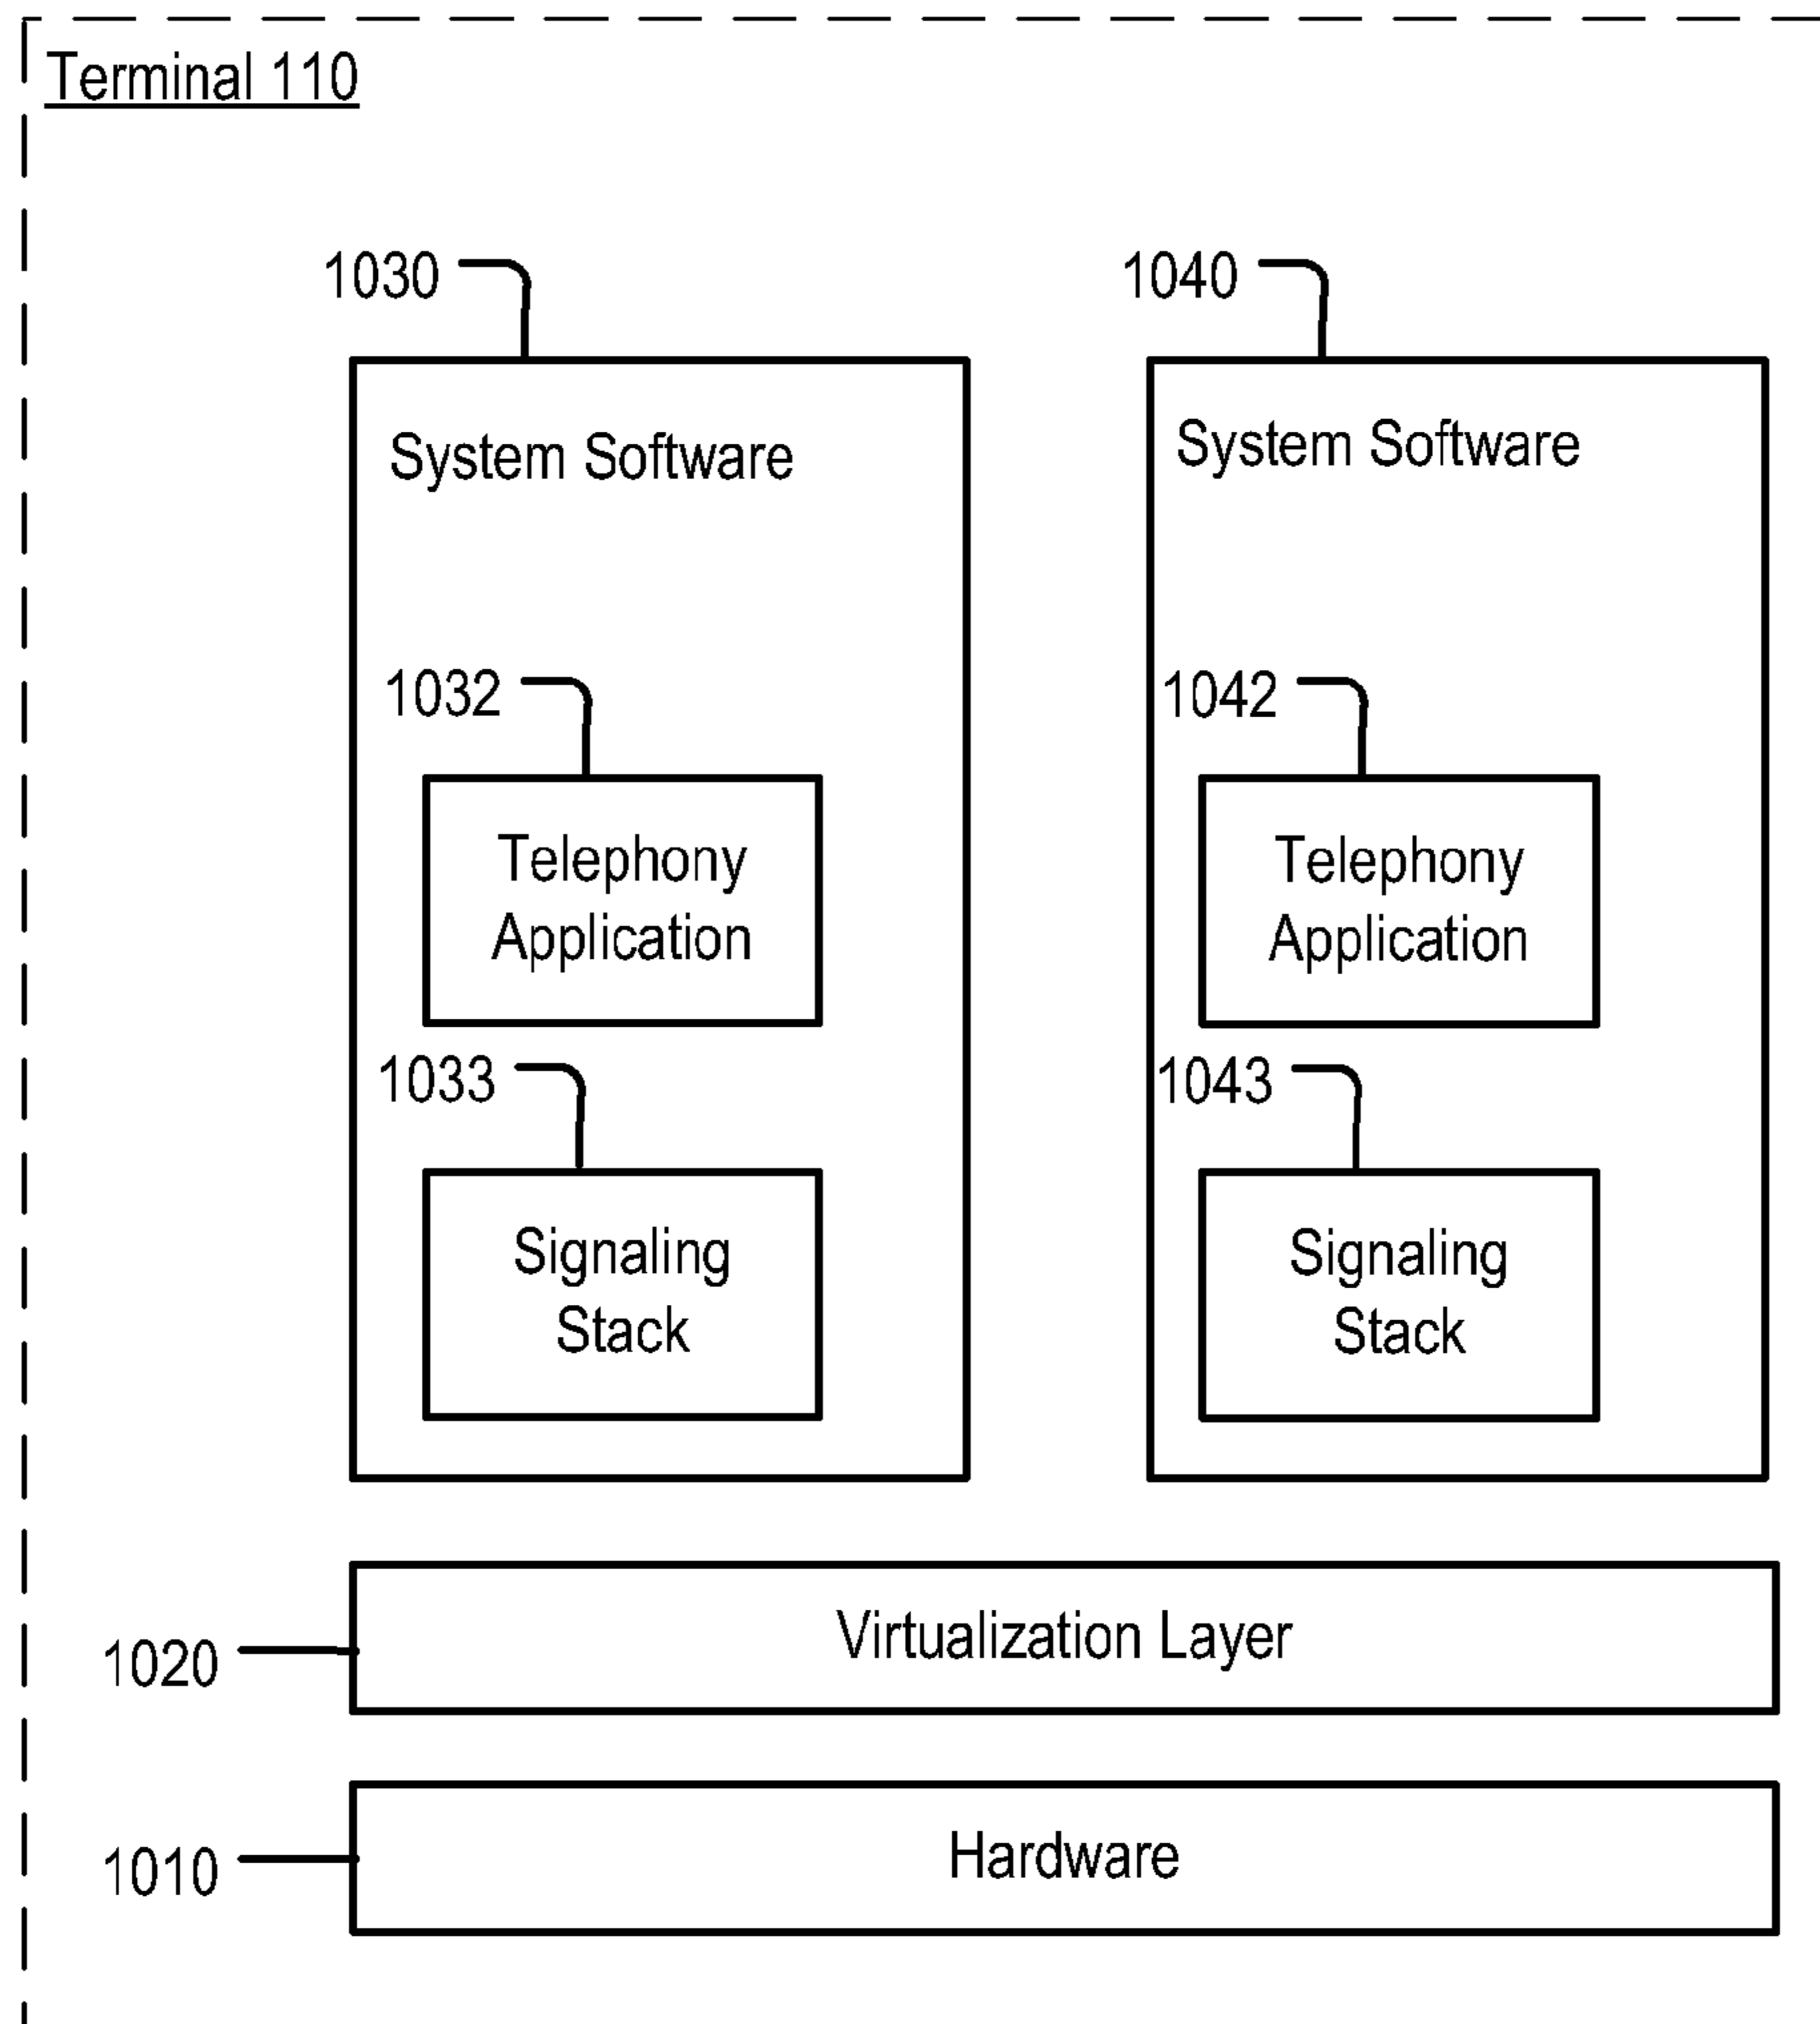 Terminal 110
1030
1040
System Software
System Software
1032
1042
Telephony
Application
Telephony
Application
1033
1043
Signaling
Stack
Signaling
Stack
Virtualization Layer
1020
Hardware
1010